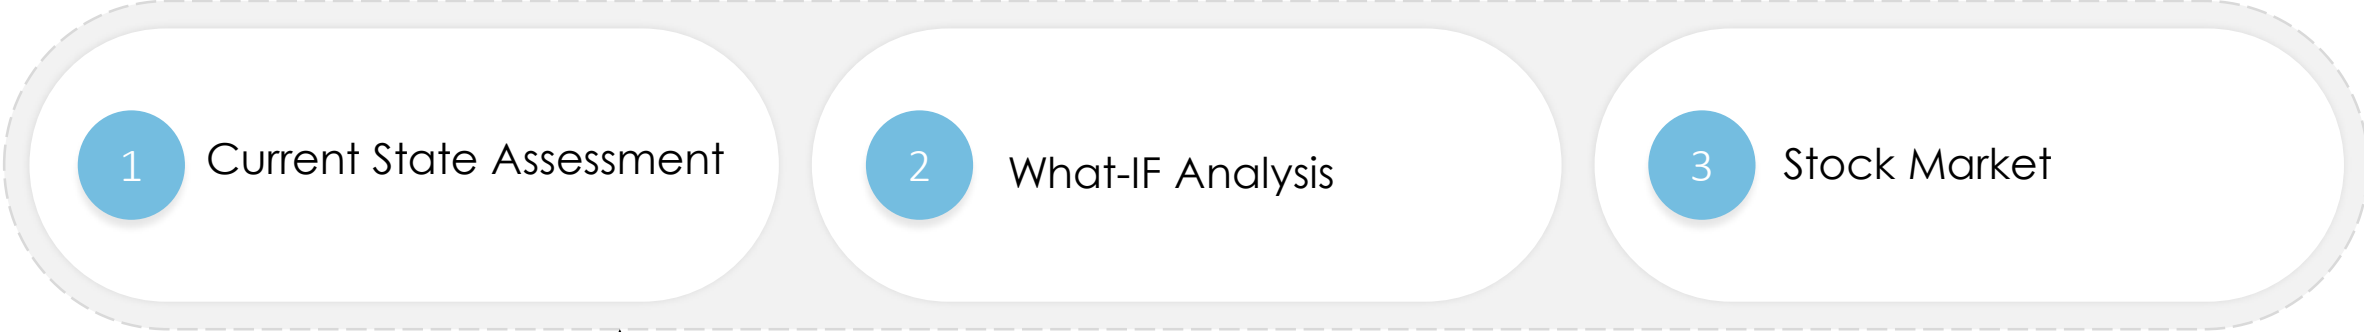 1
Current State Assessment
2
What-IF Analysis
3
Stock Market